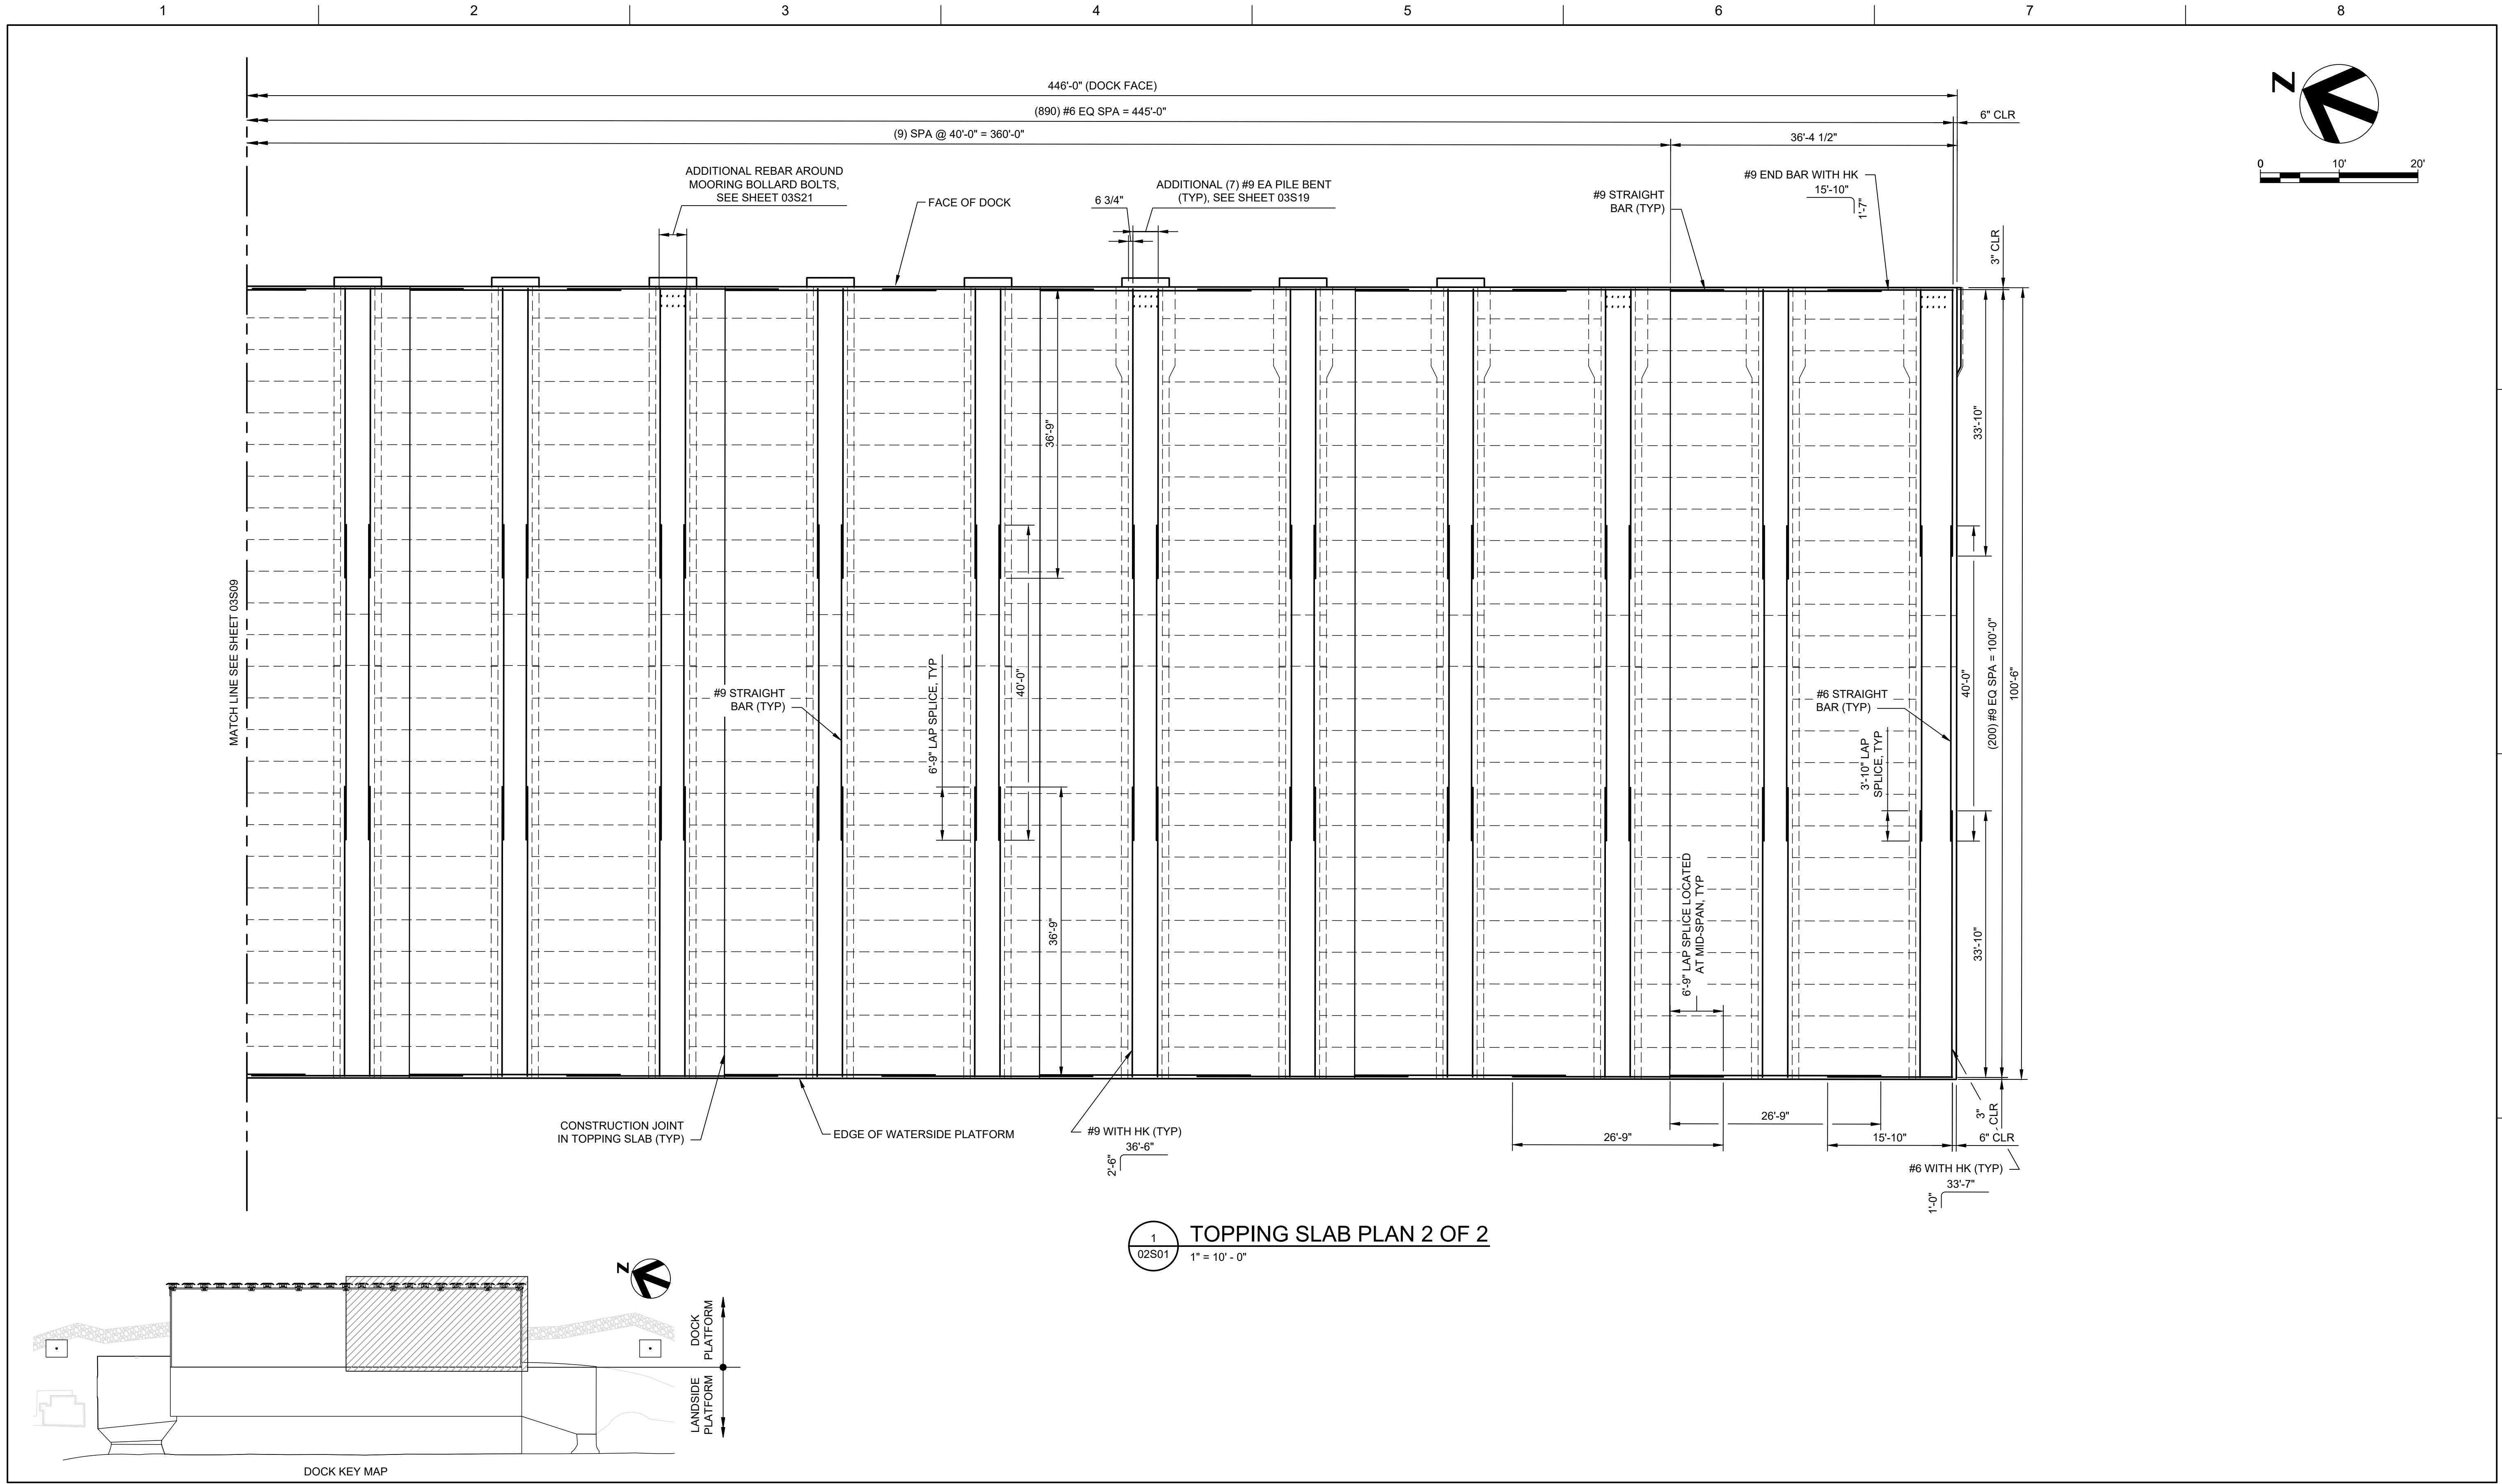 1
2
3
4
5
6
7
8
446'-0" (DOCK FACE)
(890) #6 EQ SPA = 445'-0"
6" CLR
(9) SPA @ 40'-0" = 360'-0"
36'-4 1/2"
N
0 10' 20'
ADDITIONAL REBAR AROUND
MOORING BOLLARD BOLTS,
SEE SHEET 03S21
FACE OF DOCK
6 3/4"
ADDITIONAL (7) #9 EA PILE BENT
(TYP), SEE SHEET 03S19
#9 STRAIGHT
BAR (TYP)
#9 END BAR WITH HK
15'-10"
1'-7"
3" CLR
36'-9"
33'-10"
MATCH LINE SEE SHEET 03S09
#9 STRAIGHT
BAR (TYP)
6'-9" LAP SPLICE, TYP
40'-0"
#6 STRAIGHT
BAR (TYP)
3'-10" LAP
SPLICE, TYP
40'-0"
(200) #9 EQ SPA = 100'-0"
100'-6"
36'-9"
6'-9" LAP SPLICE LOCATED
AT MID-SPAN, TYP
33'-10"
CONSTRUCTION JOINT
IN TOPPING SLAB (TYP)
EDGE OF WATERSIDE PLATFORM
#9 WITH HK (TYP)
36'-6"
2'-6"
26'-9"
26'-9"
15'-10"
3"
CLR
6" CLR
#6 WITH HK (TYP)
33'-7"
1'-0"
1
02S01
TOPPING SLAB PLAN 2 OF 2
1" = 10' - 0"
N
DOCK
PLATFORM
LANDSIDE
PLATFORM
DOCK KEY MAP